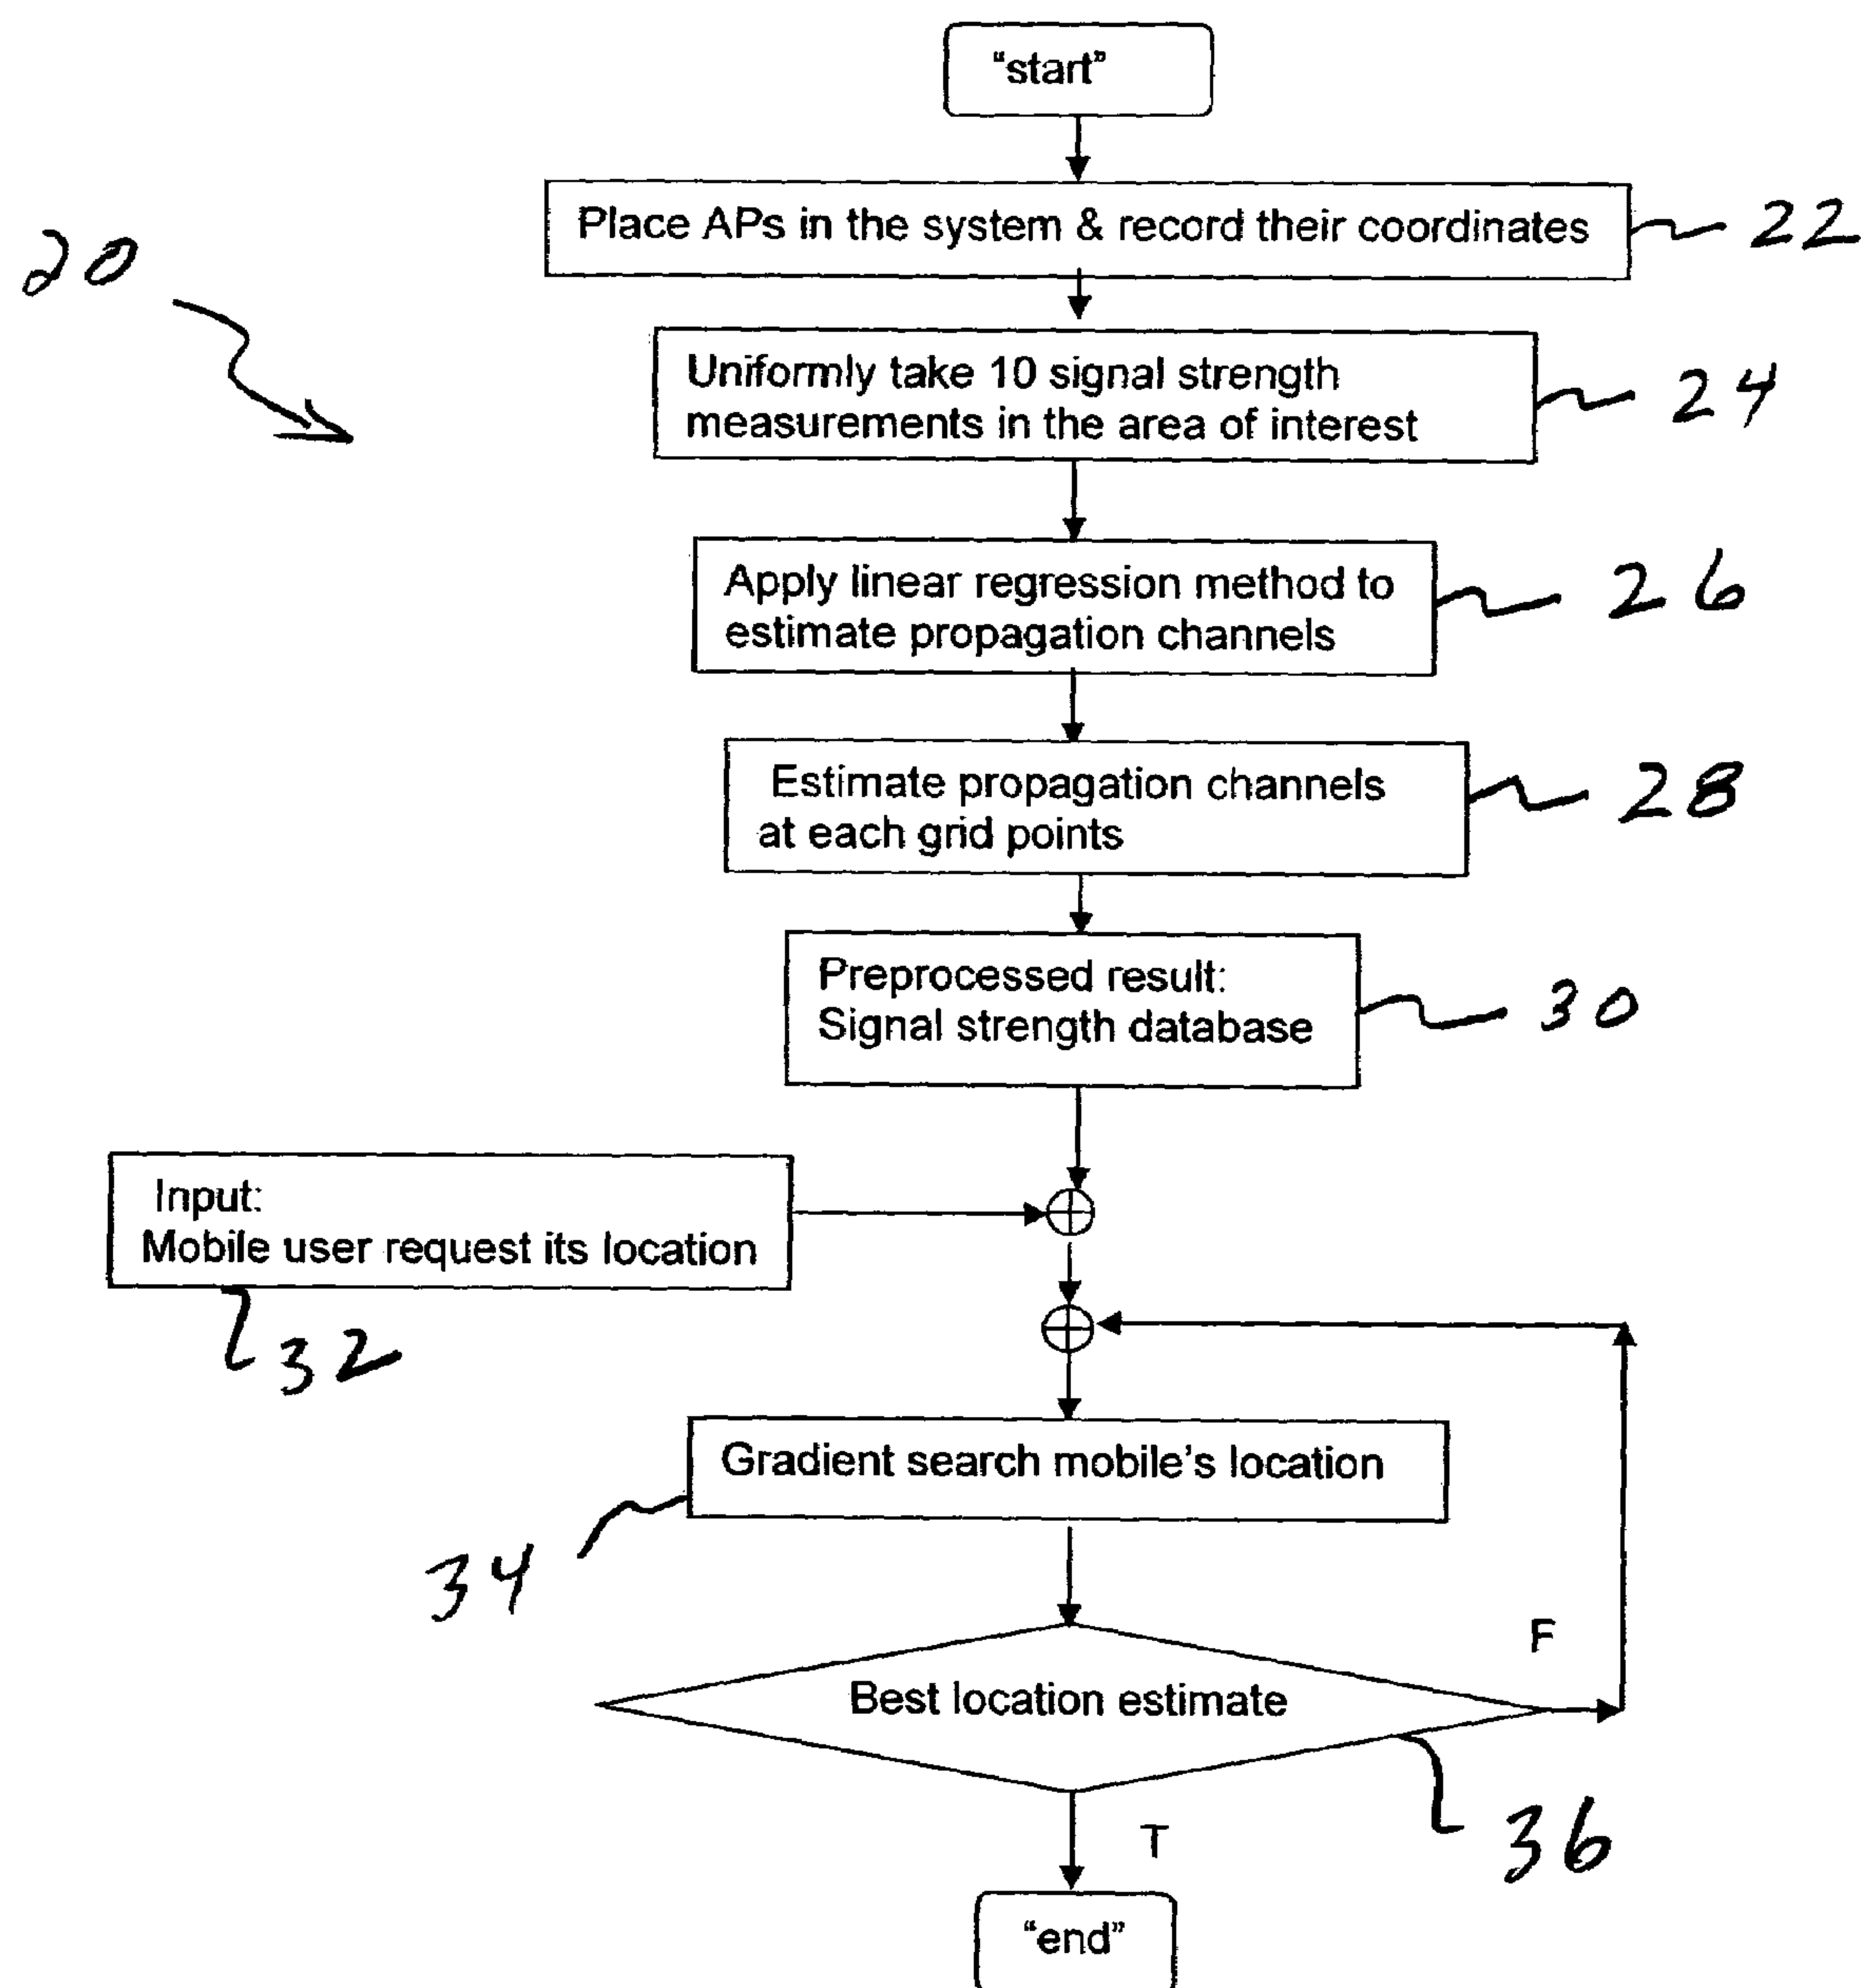 “start”
Place APs in the system & record their coordinates
22
20
Uniformly take 10 signal strength
measurements in the area of interest
24
Apply linear regression method to
estimate propagation channels
26
Estimate propagation channels
at each grid points
28
Preprocessed result:
Signal strength database
30
Input:
Mobile user request its location
32
Gradient search mobile's location
34
F
Best location estimate
36
T
“end”